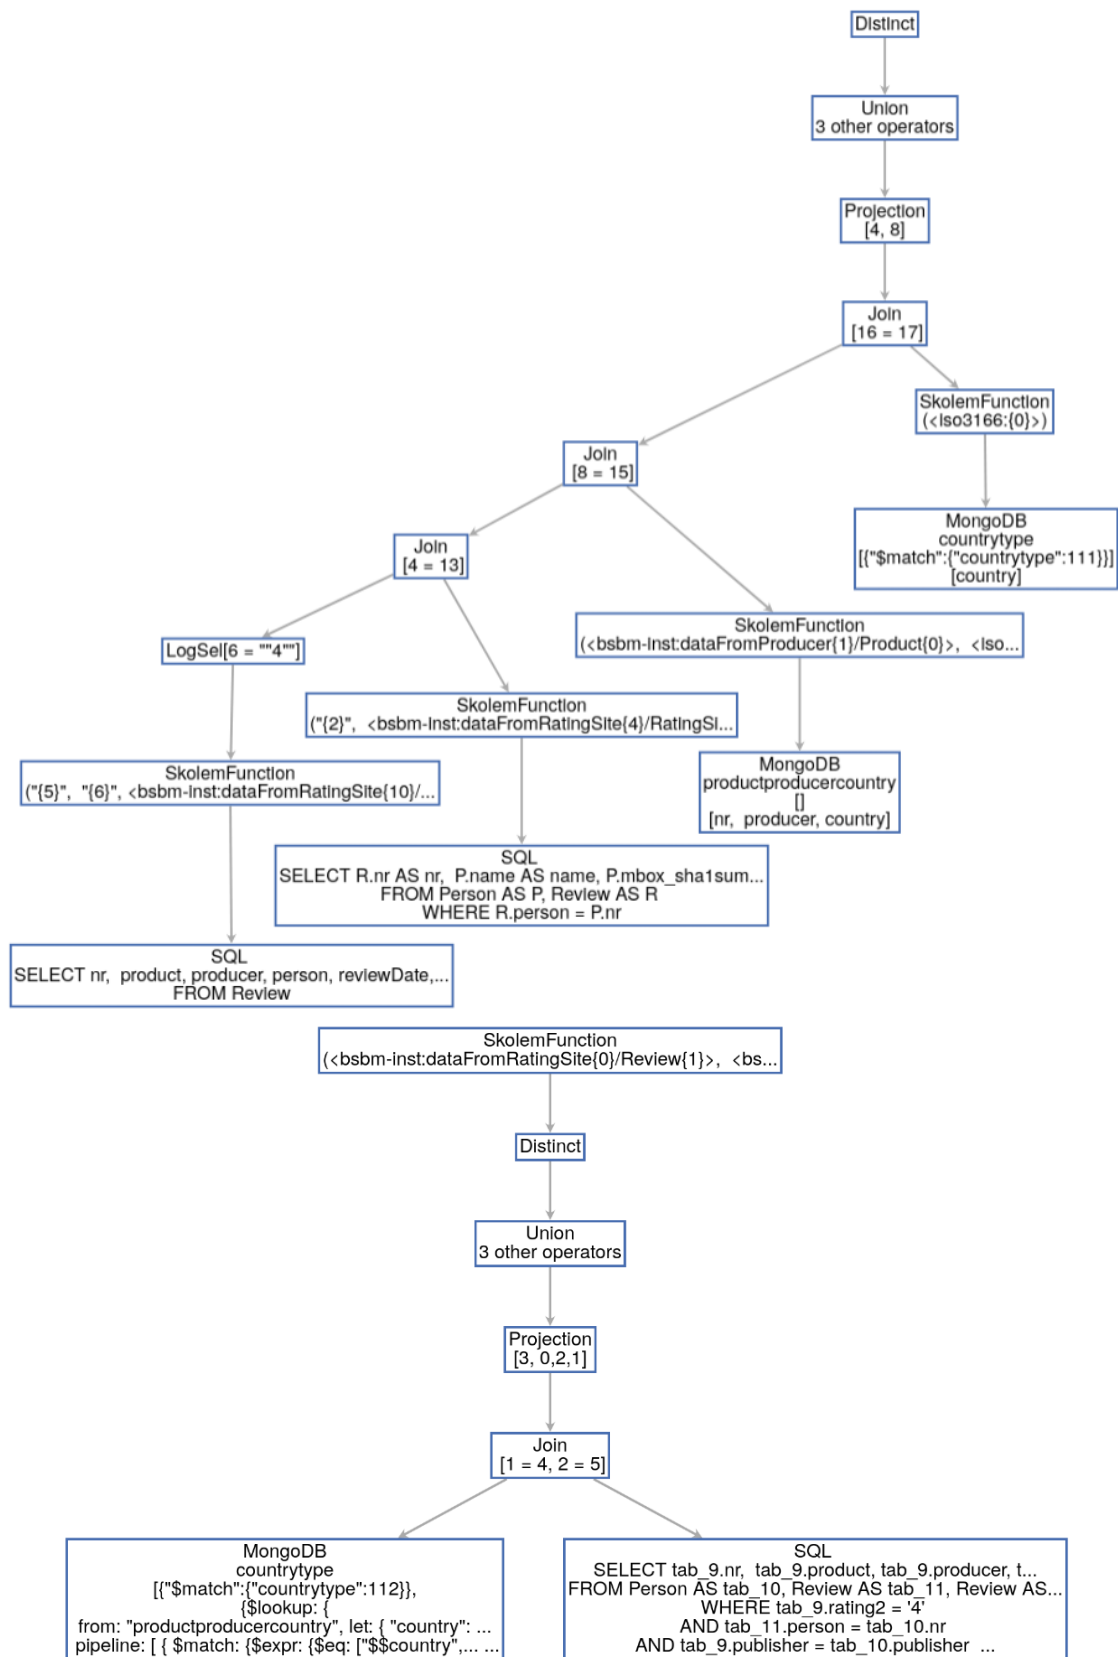 Distinct
Union
3 other operators
Projection
[4, 8]
Join
[16 = 17]
SkolemFunction
(<iso3166:{0}>)
Join
[8 = 15]
MongoDB
countrytype
[{"$match":{"countrytype":111}}]
[country]
Join
[4 = 13]
SkolemFunction
(<bsbm-inst:dataFromProducer{1}/Product{0}>, <iso...
LogSel[6 = ""4""]
SkolemFunction
("{2}", <bsbm-inst:dataFromRatingSite{4}/RatingSi...
MongoDB
productproducercountry
[]
[nr, producer, country]
SkolemFunction
("{5}", "{6}", <bsbm-inst:dataFromRatingSite{10}/...
SQL
SELECT R.nr AS nr, P.name AS name, P.mbox_sha1sum...
FROM Person AS P, Review AS R
WHERE R.person = P.nr
SQL
SELECT nr, product, producer, person, reviewDate,...
FROM Review
SkolemFunction
(<bsbm-inst:dataFromRatingSite{0}/Review{1}>, <bs...
Distinct
Union
3 other operators
Projection
[3, 0,2,1]
Join
[1 = 4, 2 = 5]
MongoDB
countrytype
[{"$match":{"countrytype":112}},
{$lookup: {
from: "productproducercountry", let: { "country": ...
pipeline: [ { $match: {$expr: {$eq: ["$$country",... ...
SQL
SELECT tab_9.nr, tab_9.product, tab_9.producer, t...
FROM Person AS tab_10, Review AS tab_11, Review AS...
WHERE tab_9.rating2 = '4'
AND tab_11.person = tab_10.nr
AND tab_9.publisher = tab_10.publisher ...